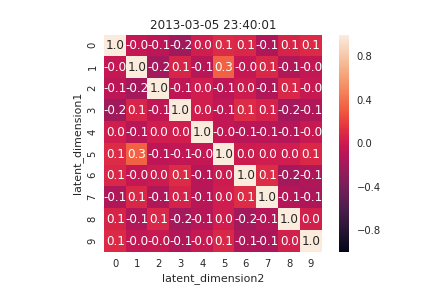 2013-03-05 23:40:01
latent_dimension1
0 1.0 -0.0 -0.1 -0.2 0.0 0.1 0.1 -0.1 0.1 0.1
1 -0.0 1.0 -0.2 0.1 -0.1 0.3 -0.0 0.1 -0.1 -0.0
2 -0.1 -0.2 1.0 -0.1 0.0 -0.1 0.0 -0.1 0.1 -0.0
3 -0.2 0.1 -0.1 1.0 0.0 -0.1 0.1 0.1 -0.2 -0.1
4 0.0 -0.1 0.0 0.0 1.0 -0.0 -0.1 -0.1 -0.1 -0.0
5 0.1 0.3 -0.1 -0.1 -0.0 1.0 0.0 0.0 0.0 0.1
6 0.1 -0.0 0.0 0.1 -0.1 0.0 1.0 0.1 -0.2 -0.1
7 -0.1 0.1 -0.1 0.1 -0.1 0.0 0.1 1.0 -0.1 -0.1
8 0.1 -0.1 0.1 -0.2 -0.1 0.0 -0.2 -0.1 1.0 0.0
9 0.1 -0.0 -0.0 -0.1 -0.0 0.1 -0.1 -0.1 0.0 1.0
0 1 2 3 4 5 6 7 8 9
latent_dimension2
0.8
0.4
0.0
-0.4
-0.8